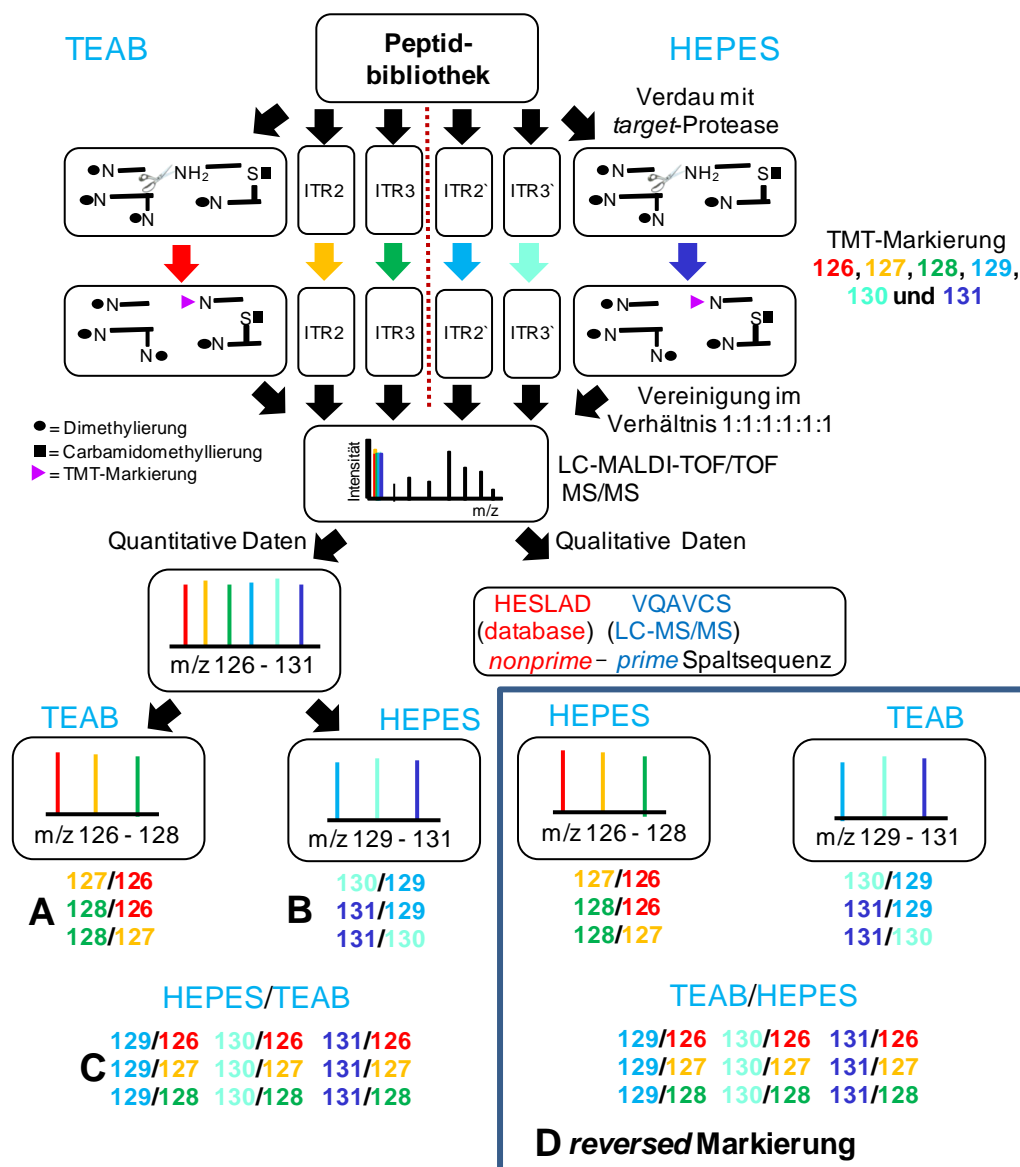 TEAB
Peptid-
bibliothek
HEPES
Verdau mit
target-Protease
N
N
N
NH2
S
N
ITR2
ITR3
ITR2`
ITR3`
N
N
N
NH2
S
N
TMT-Markierung
126, 127, 128, 129,
130 und 131
N
N
N
S
N
ITR2
ITR3
ITR2`
ITR3`
N
N
N
S
N
Vereinigung im
Verhältnis 1:1:1:1:1:1
= Dimethylierung
= Carbamidomethyllierung
= TMT-Markierung
Intensität
m/z
LC-MALDI-TOF/TOF
MS/MS
Quantitative Daten
Qualitative Daten
m/z 126 - 131
HESLAD VQAVCS
(database) (LC-MS/MS)
nonprime - prime Spaltsequenz
TEAB
HEPES
m/z 126 - 128
m/z 129 - 131
A
127/126
128/126
128/127
B
130/129
131/129
131/130
HEPES/TEAB
C
129/126 130/126 131/126
129/127 130/127 131/127
129/128 130/128 131/128
HEPES
TEAB
m/z 126 - 128
m/z 129 - 131
127/126
128/126
128/127
130/129
131/129
131/130
TEAB/HEPES
129/126 130/126 131/126
129/127 130/127 131/127
129/128 130/128 131/128
D reversed Markierung